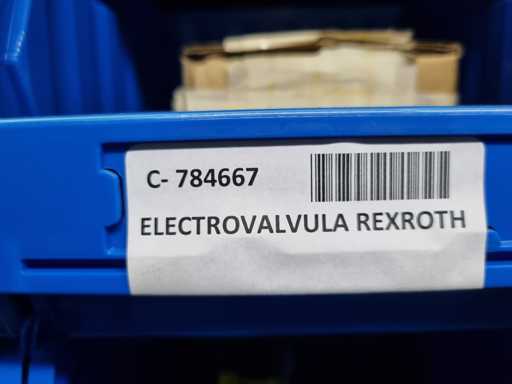 C- 784667
ELECTROVALVULA REXROTH